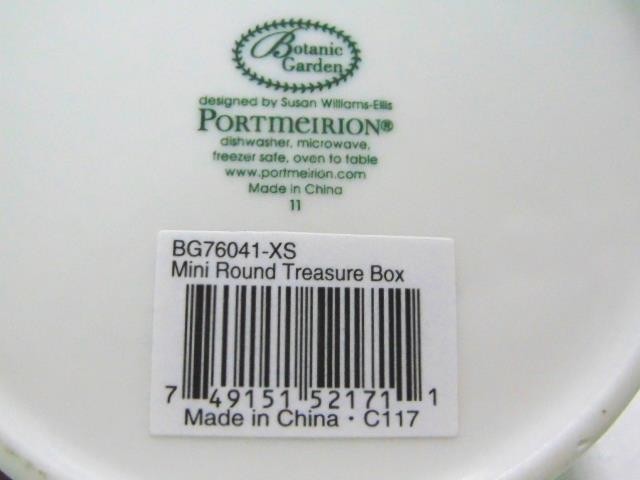 Botanic
Garden
designed by Susan Williams-Ellis
PORTMEIRION®
dishwasher, microwave,
freezer safe, oven to table
www.portmeirion.com
Made in China
11
BG76041-XS
Mini Round Treasure Box
7 49151 52171 1
Made in China · C117